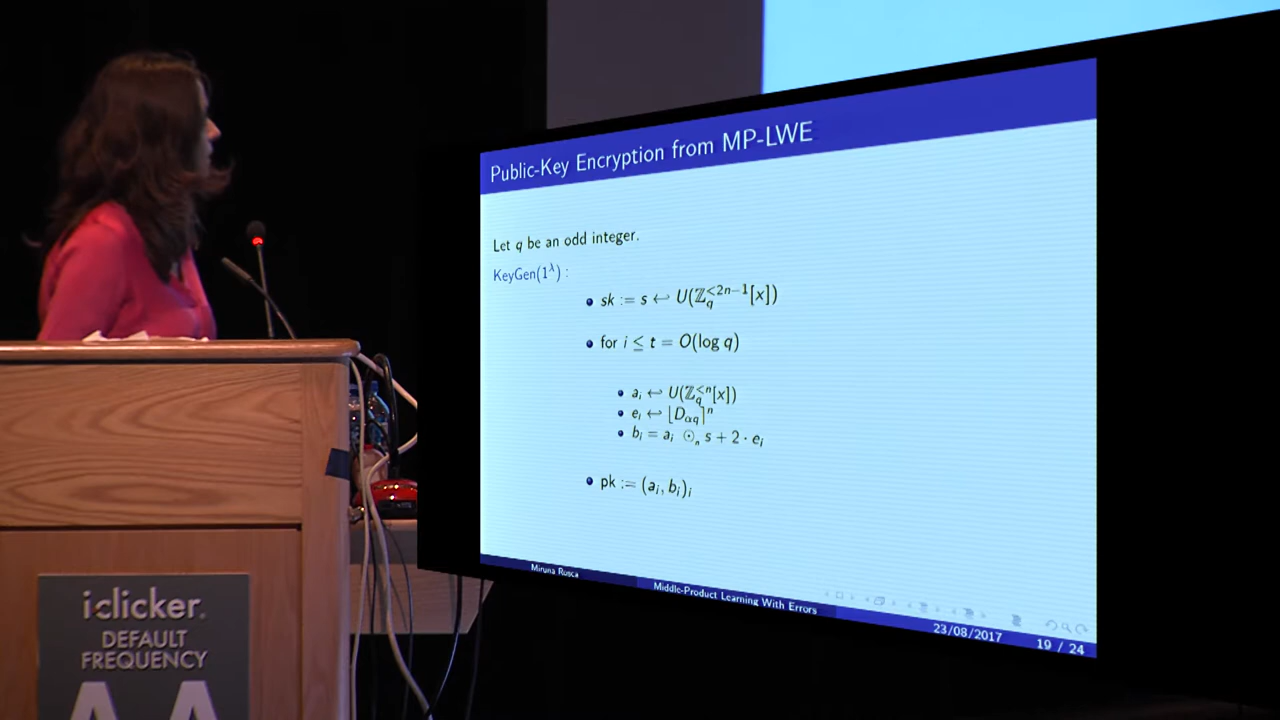 Public-Key Encryption from MP-LWE
Let q be an odd integer.
KeyGen(1^λ) :
• sk := s ↩ U(ℤ_q^{<2n−1}[x])
• for i ≤ t = O(log q)
• a_i ↩ U(ℤ_q^{<n}[x])
• e_i ↩ ⌊D_{αq}⌉^n
• b_i = a_i ⊙_n s + 2 · e_i
• pk := (a_i, b_i)_i
Miruna Rosca
Middle-Product Learning With Errors
23/08/2017
19 / 24
iclicker.
DEFAULT
FREQUENCY
AA